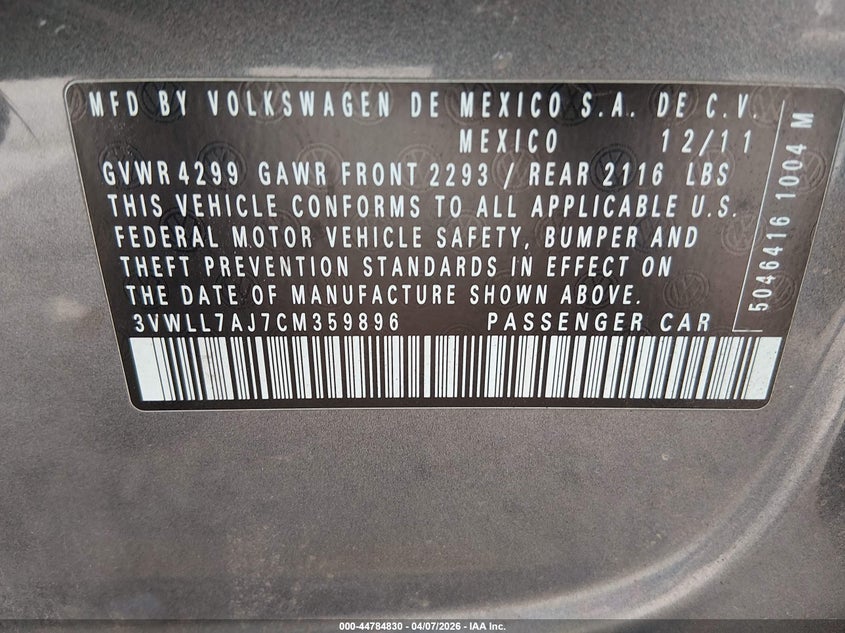 MFD BY VOLKSWAGEN DE MEXICO S.A. DE C.V.
MEXICO 12/11
GVWR 4299 GAWR FRONT 2293 / REAR 2116 LBS
THIS VEHICLE CONFORMS TO ALL APPLICABLE U.S.
FEDERAL MOTOR VEHICLE SAFETY, BUMPER AND
THEFT PREVENTION STANDARDS IN EFFECT ON
THE DATE OF MANUFACTURE SHOWN ABOVE.
3VWLL7AJ7CM359896 PASSENGER CAR
5046416 1004 M
000-44784830 - 04/07/2026 - IAA Inc.